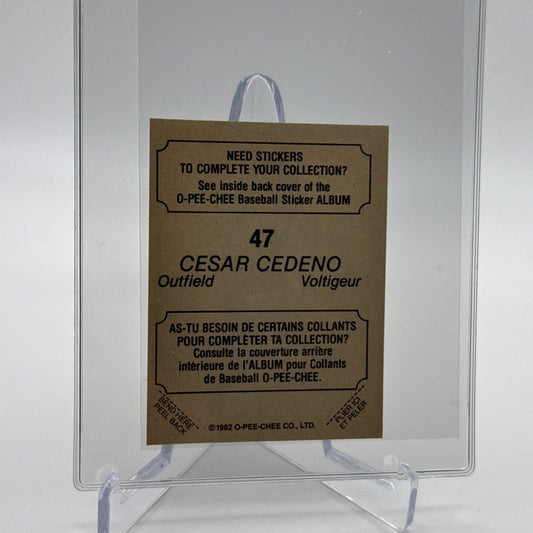 NEED STICKERS
TO COMPLETE YOUR COLLECTION?
See inside back cover of the
O-PEE-CHEE Baseball Sticker ALBUM
47
CESAR CEDENO
Outfield Voltigeur
AS-TU BESOIN DE CERTAINS COLLANTS
POUR COMPLÉTER TA COLLECTION?
Consulte la couverture arrière
intérieure de l'ALBUM pour Collants
de Baseball O-PEE-CHEE.
BEND HERE
PEEL BACK
PLIER ICI
ET PELER
©1982 O-PEE-CHEE CO., LTD.